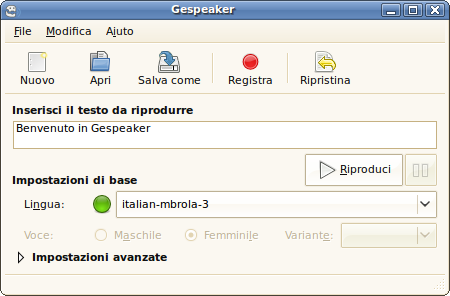 Gespeaker
File Modifica Aiuto
Nuovo Apri Salva come Registra Ripristina
Inserisci il testo da riprodurre
Benvenuto in Gespeaker
Riproduci
Impostazioni di base
Lingua: italian-mbrola-3
Voce: Maschile Femminile Variante:
Impostazioni avanzate